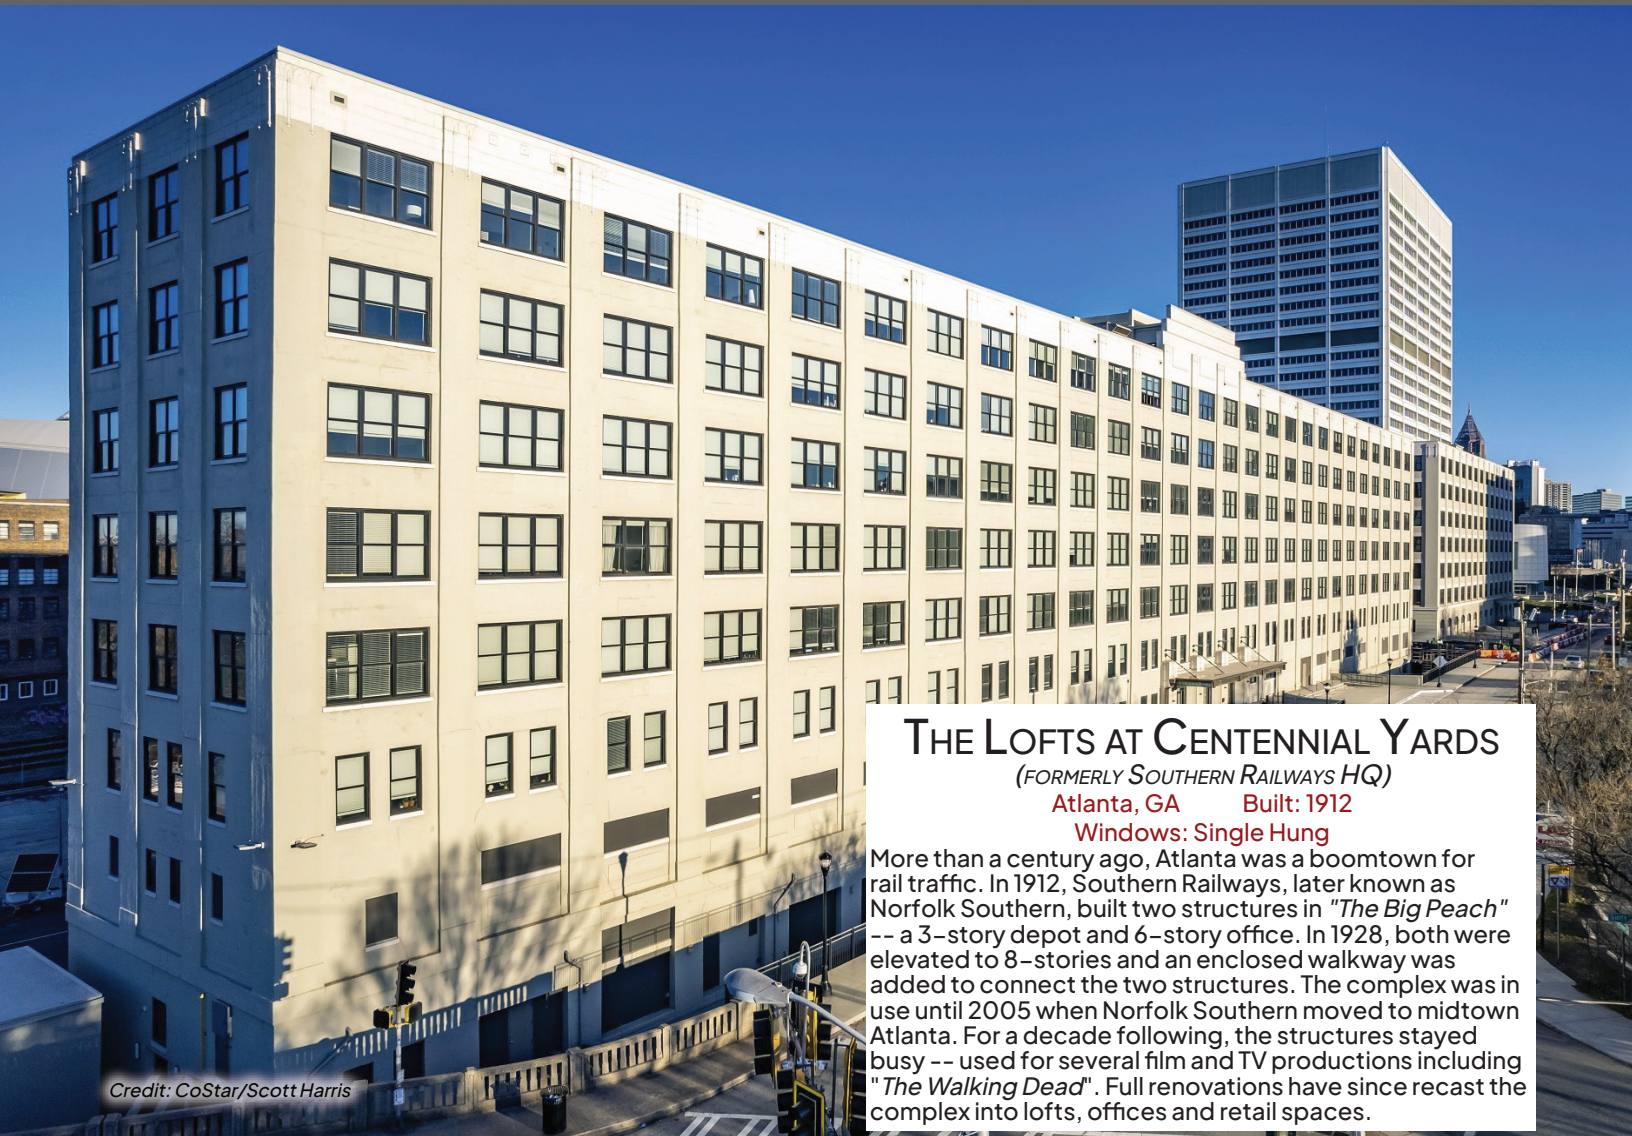 THE LOFTS AT CENTENNIAL YARDS
(FORMERLY SOUTHERN RAILWAYS HQ)
Atlanta, GA Built: 1912
Windows: Single Hung
More than a century ago, Atlanta was a boomtown for
rail traffic. In 1912, Southern Railways, later known as
Norfolk Southern, built two structures in "The Big Peach"
-- a 3-story depot and 6-story office. In 1928, both were
elevated to 8-stories and an enclosed walkway was
added to connect the two structures. The complex was in
use until 2005 when Norfolk Southern moved to midtown
Atlanta. For a decade following, the structures stayed
busy -- used for several film and TV productions including
"The Walking Dead". Full renovations have since recast the
complex into lofts, offices and retail spaces.
Credit: CoStar/Scott Harris